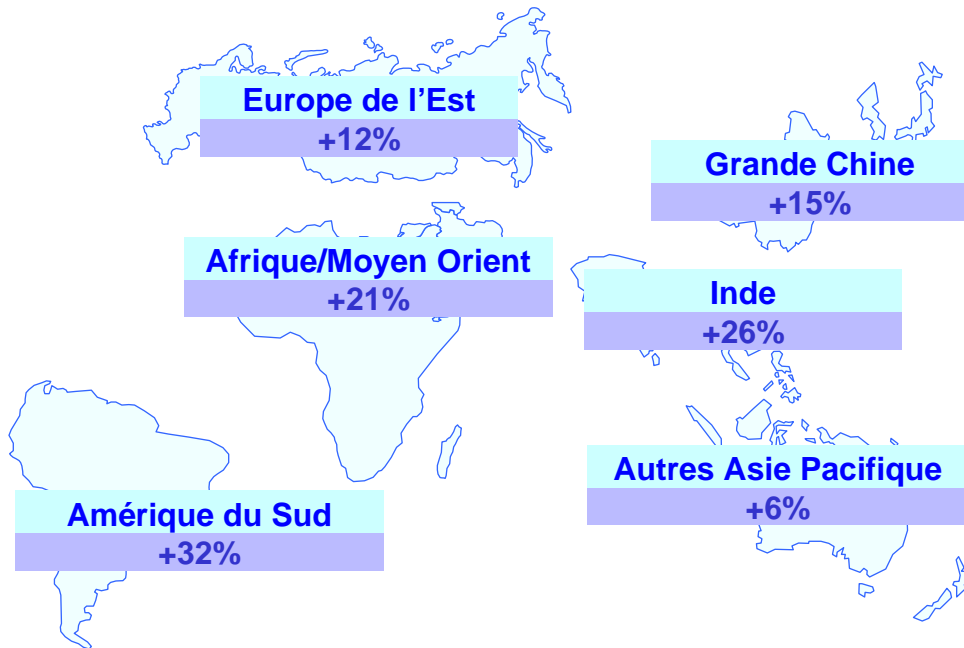 Europe de l’Est
+12%
Grande Chine
+15%
Afrique/Moyen Orient
+21%
Inde
+26%
Autres Asie Pacifique
+6%
Amérique du Sud
+32%